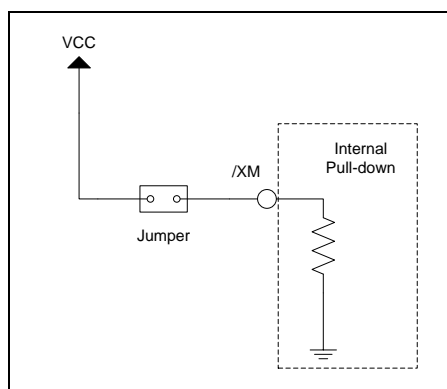 VCC
Internal
Pull-down
/XM
Jumper